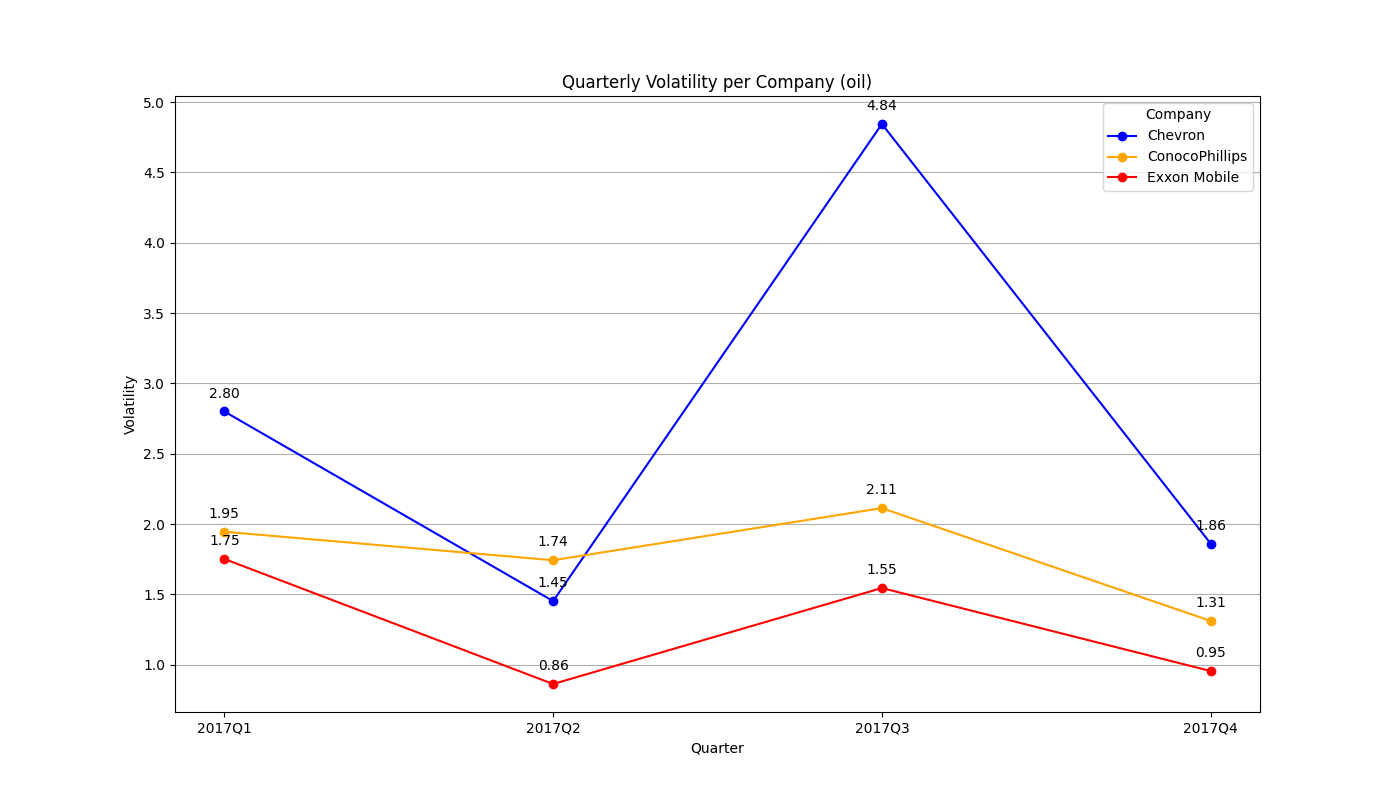 Quarterly Volatility per Company (oil)
5.0
4.5
4.0
3.5
3.0
2.5
2.0
1.5
1.0
Volatility
4.84
2.80
2.11
1.95
1.86
1.75
1.74
1.55
1.45
1.31
0.95
0.86
Company
Chevron
ConocoPhillips
Exxon Mobile
2017Q1
2017Q2
2017Q3
2017Q4
Quarter